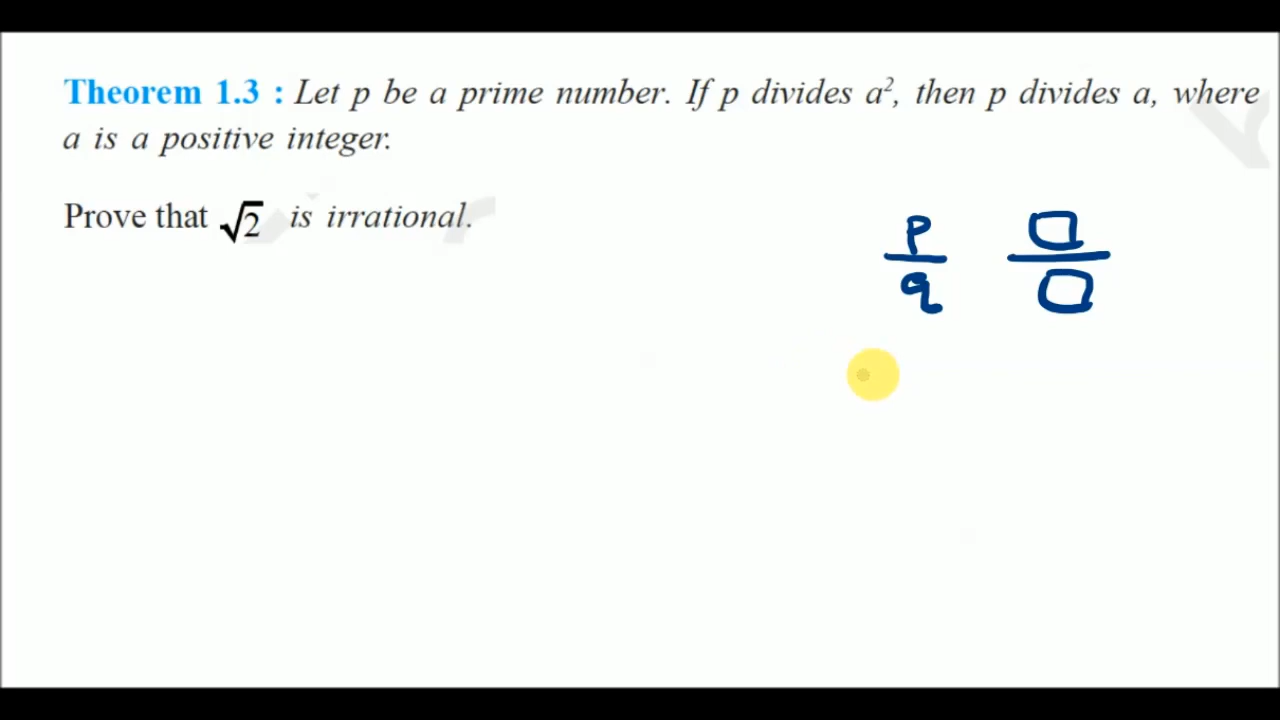 Theorem 1.3 : Let p be a prime number. If p divides a², then p divides a, where
a is a positive integer.
Prove that √2 is irrational.
p
q